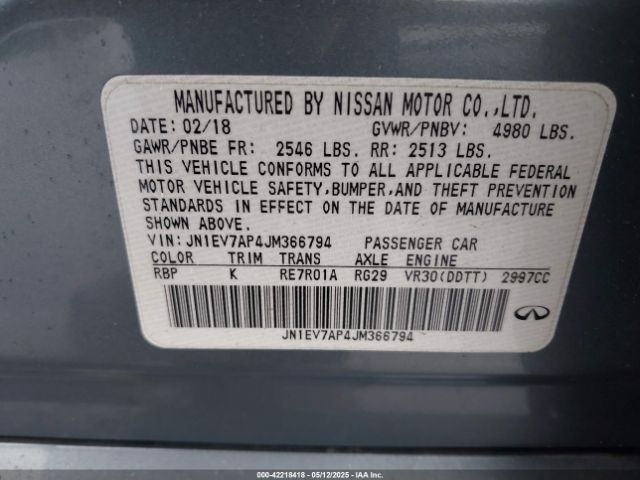 MANUFACTURED BY NISSAN MOTOR CO.,LTD.
DATE: 02/18 GVWR/PNBV: 4980 LBS.
GAWR/PNBE FR: 2546 LBS. RR: 2513 LBS.
THIS VEHICLE CONFORMS TO ALL APPLICABLE FEDERAL
MOTOR VEHICLE SAFETY,BUMPER,AND THEFT PREVENTION
STANDARDS IN EFFECT ON THE DATE OF MANUFACTURE
SHOWN ABOVE.
VIN: JN1EV7AP4JM366794 PASSENGER CAR
COLOR TRIM TRANS AXLE ENGINE
RBP K RE7R01A RG29 VR30(DDTT) 2997CC
JN1EV7AP4JM366794
000-42218418 - 05/12/2025 - IAAI.COM